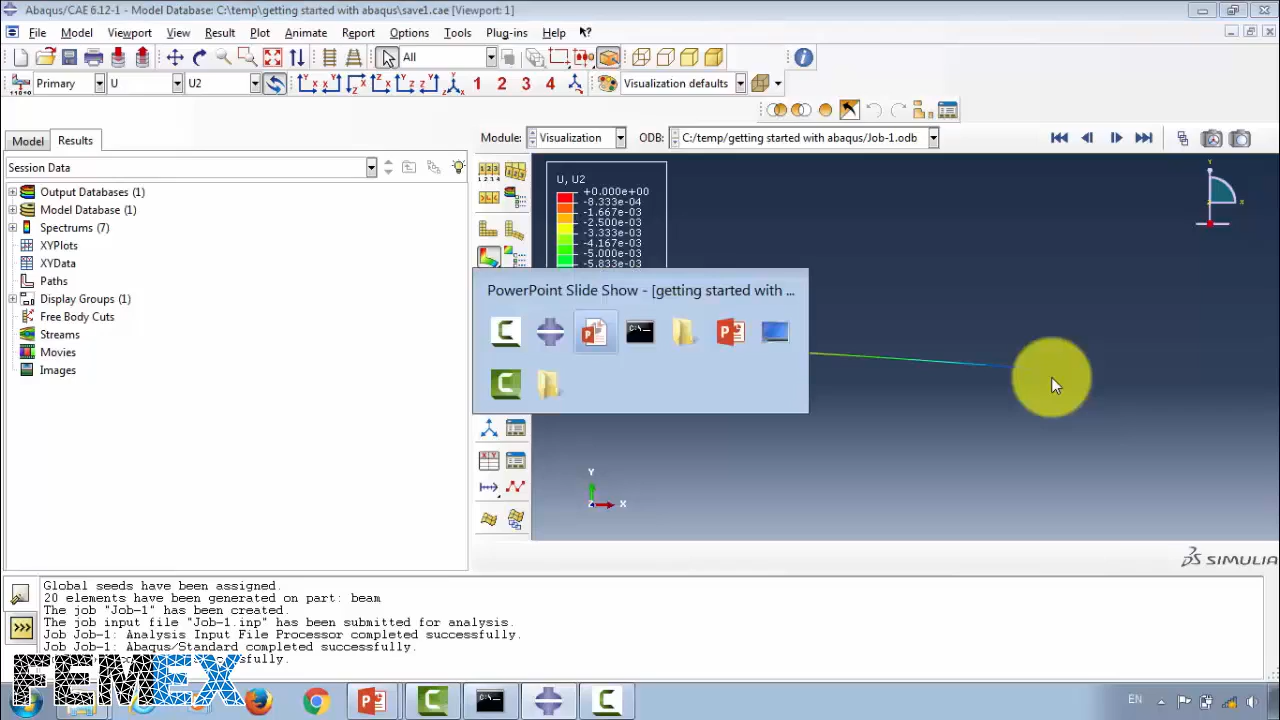 Abaqus/CAE 6.12-1 - Model Database: C:\temp\getting started with abaqus\save1.cae [Viewport: 1]
File Model Viewport View Result Plot Animate Report Options Tools Plug-ins Help
All
Primary U U2 1 2 3 4 Visualization defaults
Model Results Module: Visualization ODB: C:/temp/getting started with abaqus/Job-1.odb
Session Data
Output Databases (1)
Model Database (1)
Spectrums (7)
XYPlots
XYData
Paths
Display Groups (1)
Free Body Cuts
Streams
Movies
Images
U, U2
+0.000e+00
-8.333e-04
-1.667e-03
-2.500e-03
-3.333e-03
-4.167e-03
-5.000e-03
-5.833e-03
PowerPoint Slide Show - [getting started with ...
Y
X
Y
X
SIMULIA
Global seeds have been assigned
20 elements have been generated on part: beam
The job "Job-1" has been created.
The job input file "Job-1.inp" has been submitted for analysis.
Job Job-1: Analysis Input File Processor completed successfully.
Job Job-1: Abaqus/Standard completed successfully.
FEMEX
EN